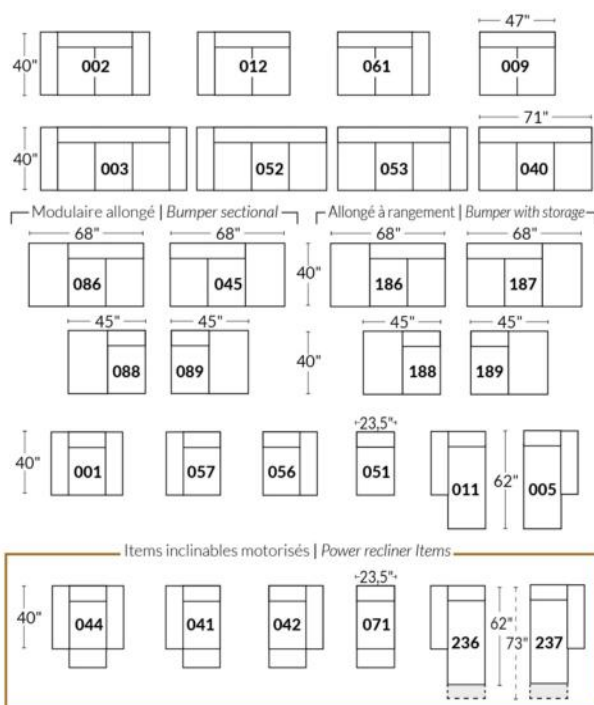 47"
40" 002 012 061 009
71"
40" 003 052 053 040
Modulaire allongé | Bumper sectional Allongé à rangement | Bumper with storage
68" 68" 68" 68"
086 045 40" 186 187
45" 45" 45" 45"
088 089 40" 188 189
23,5"
40" 001 057 056 051 011 62" 005
Items inclinables motorisés | Power recliner Items
23,5"
40" 044 041 042 071 236 62" 73" 237